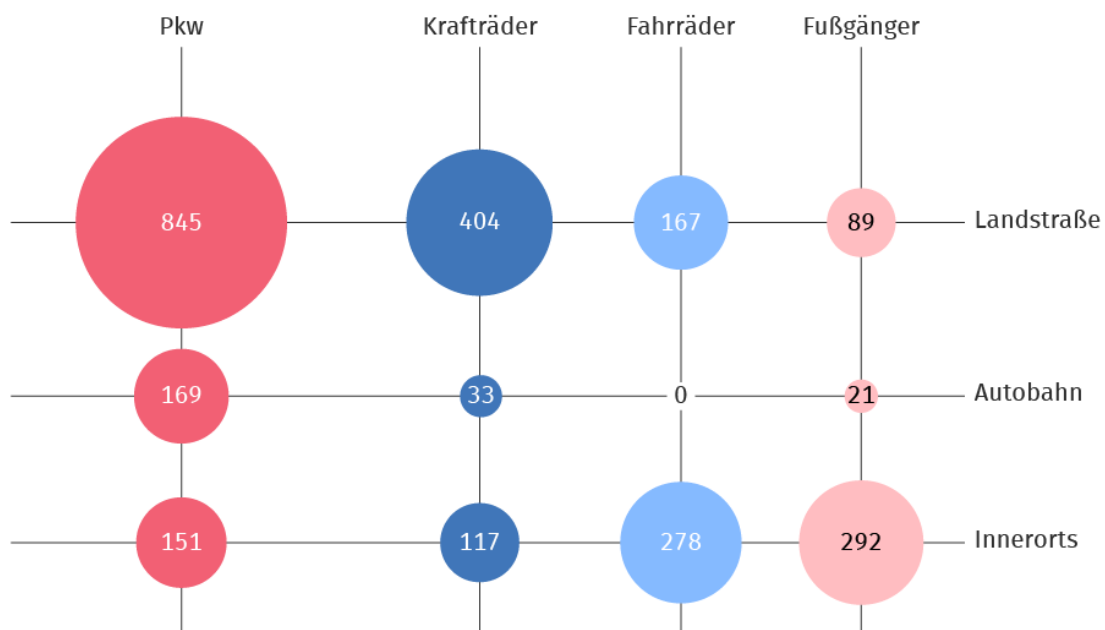 Pkw Krafträder Fahrräder Fußgänger
845 404 167 89 Landstraße
169 33 0 21 Autobahn
151 117 278 292 Innerorts